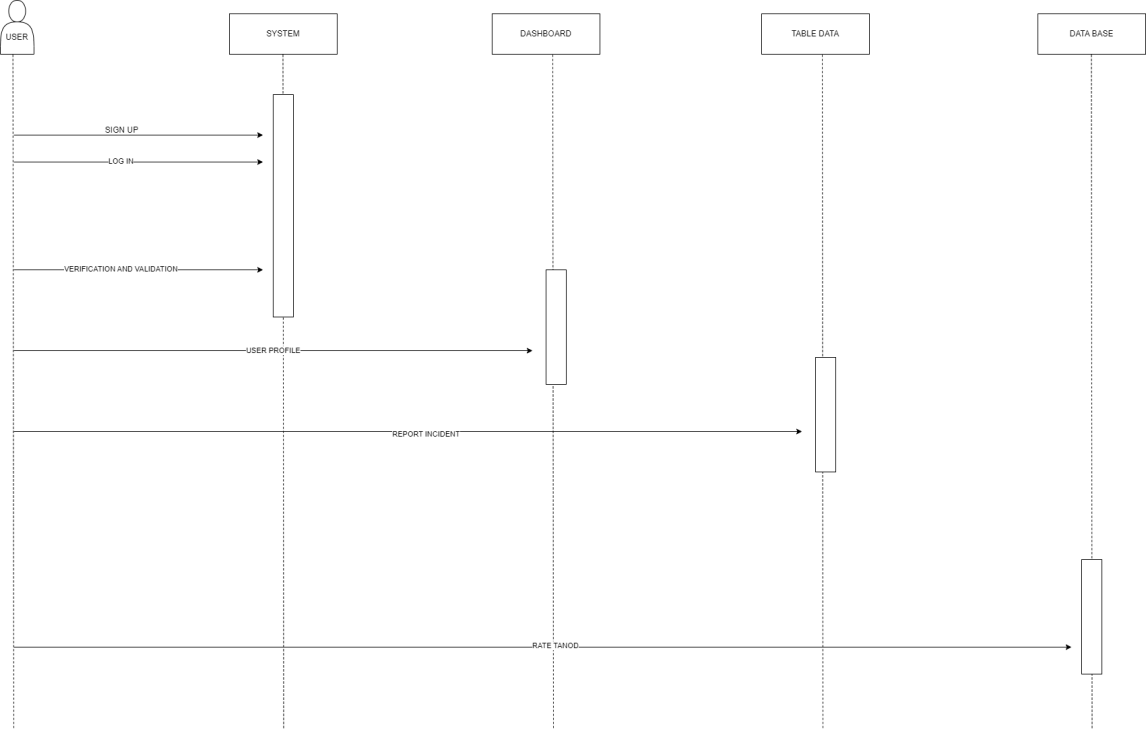 USER
SYSTEM
DASHBOARD
TABLE DATA
DATA BASE
SIGN UP
LOG IN
VERIFICATION AND VALIDATION
USER PROFILE
REPORT INCIDENT
RATE TANOD